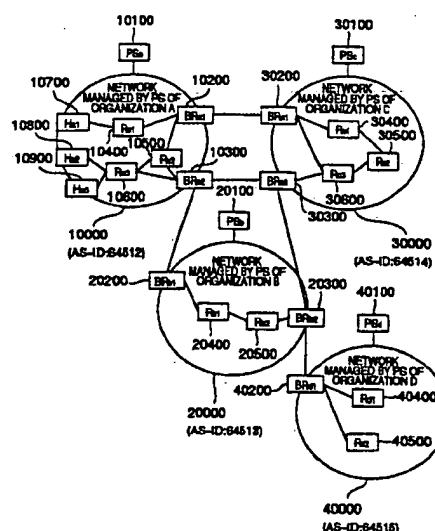 10100
30100
PSa
PSc
10700
10200
30200
NETWORK
MANAGED BY PS OF
ORGANIZATION A
NETWORK
MANAGED BY PS OF
ORGANIZATION C
10800
Ha1
Ra1
BRa1
BRc1
Rc1
30400
30500
10900
10400
10500
10300
Ha2
Ra2
Rc2
Ha3
Ra3
BRa2
BRc2
Rc3
10600
20100
30600
30300
10000
(AS-ID:64512)
PSb
30000
(AS-ID:64514)
NETWORK
MANAGED BY PS OF
ORGANIZATION B
20200
BRb1
20300
40100
Rb1
Rb2
BRb2
PSd
20400
20500
NETWORK
MANAGED BY PS OF
ORGANIZATION D
40200
BRd1
Rd1
40400
20000
(AS-ID:64513)
Rd2
40500
40000
(AS-ID:64515)